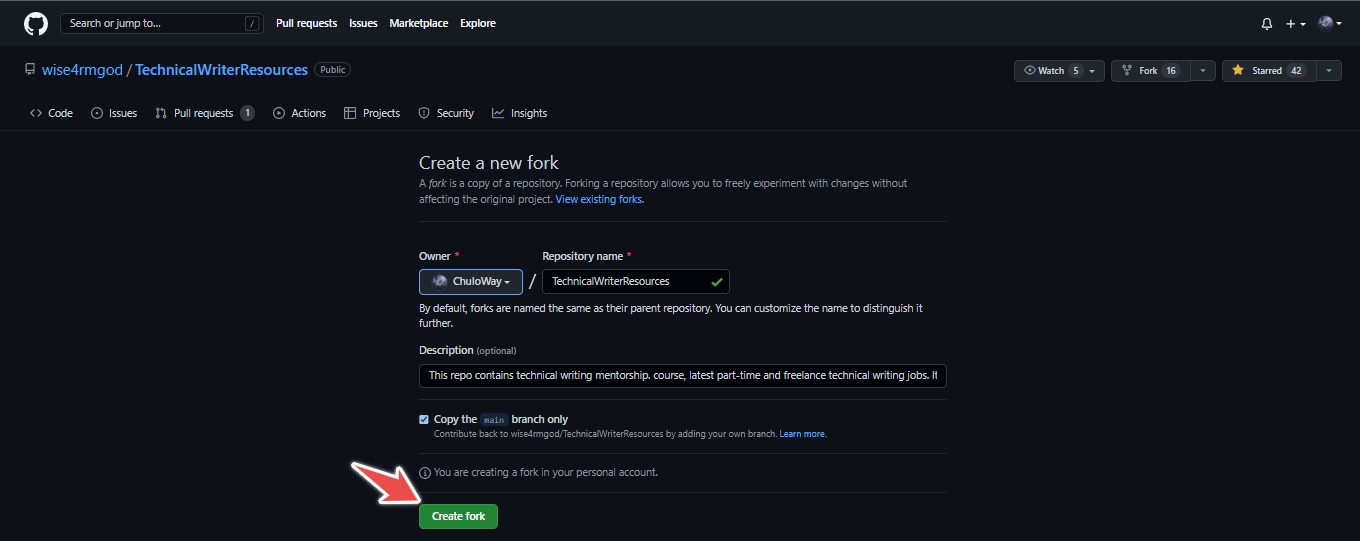 Search or jump to... / Pull requests Issues Marketplace Explore
wise4rmgod / TechnicalWriterResources Public Watch 5 Fork 16 Starred 42
Code Issues Pull requests 1 Actions Projects Security Insights
Create a new fork
A fork is a copy of a repository. Forking a repository allows you to freely experiment with changes without
affecting the original project. View existing forks.
Owner * Repository name *
ChuloWay / TechnicalWriterResources
By default, forks are named the same as their parent repository. You can customize the name to distinguish it
further.
Description (optional)
This repo contains technical writing mentorship. course, latest part-time and freelance technical writing jobs. It
Copy the main branch only
Contribute back to wise4rmgod/TechnicalWriterResources by adding your own branch. Learn more.
You are creating a fork in your personal account.
Create fork